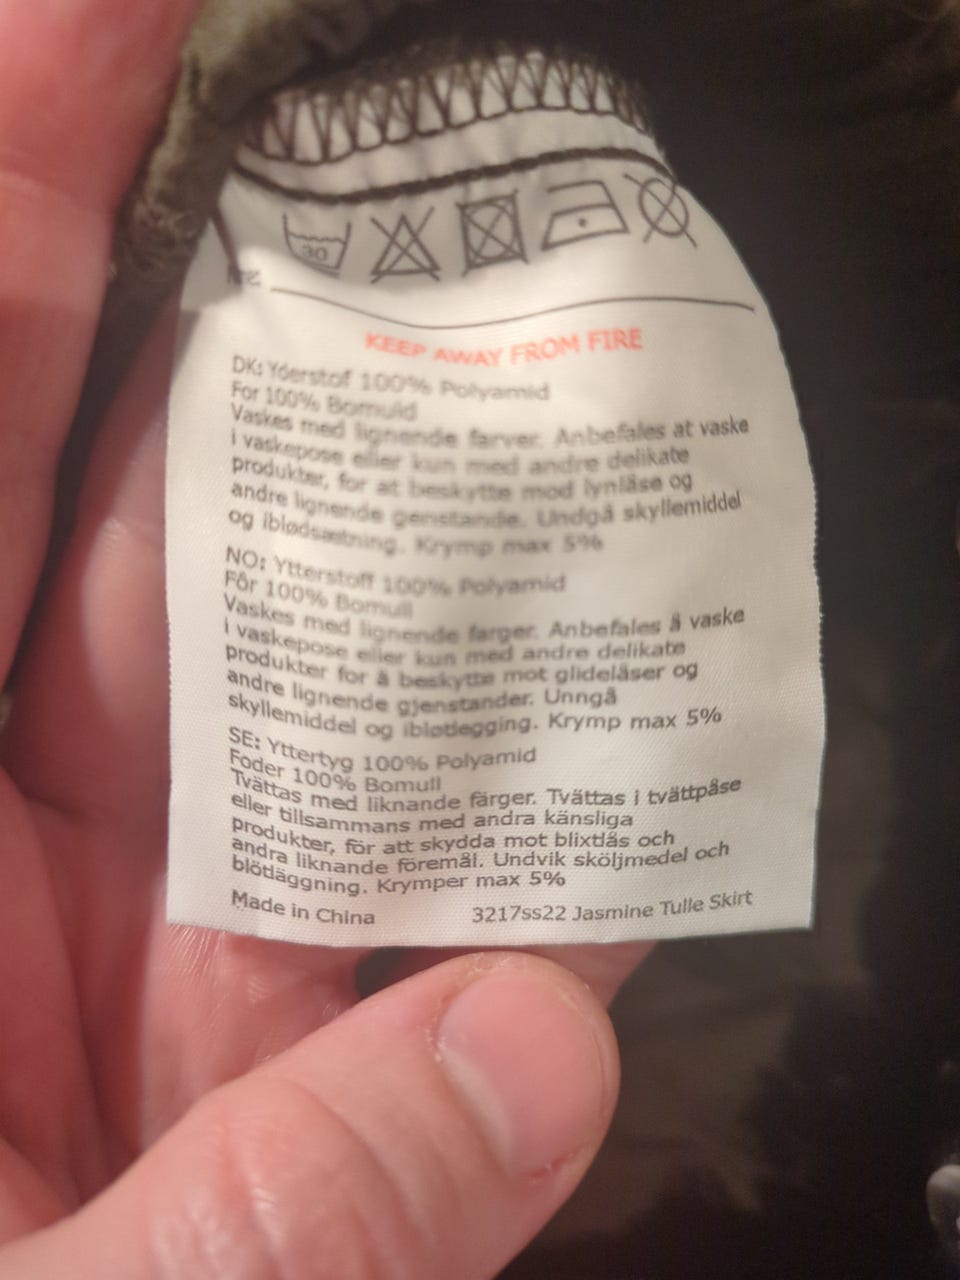 30
KEEP AWAY FROM FIRE
DK: Yderstof 100% Polyamid
For 100% Bomuld
Vaskes med lignende farver. Anbefales at vaske
i vaskepose eller kun med andre delikate
produkter, for at beskytte mod lynlåse og
andre lignende genstande. Undgå skyllemiddel
og iblødsætning. Krymp max 5%
NO: Ytterstoff 100% Polyamid
Fôr 100% Bomull
Vaskes med lignende farger. Anbefales å vaske
i vaskepose eller kun med andre delikate
produkter for å beskytte mot glidelåser og
andre lignende gjenstander. Unngå
skyllemiddel og ibløtlegging. Krymp max 5%
SE: Yttertyg 100% Polyamid
Foder 100% Bomull
Tvättas med liknande färger. Tvättas i tvättpåse
eller tillsammans med andra känsliga
produkter, för att skydda mot blixtlås och
andra liknande föremål. Undvik sköljmedel och
blötläggning. Krymper max 5%
Made in China 3217ss22 Jasmine Tulle Skirt